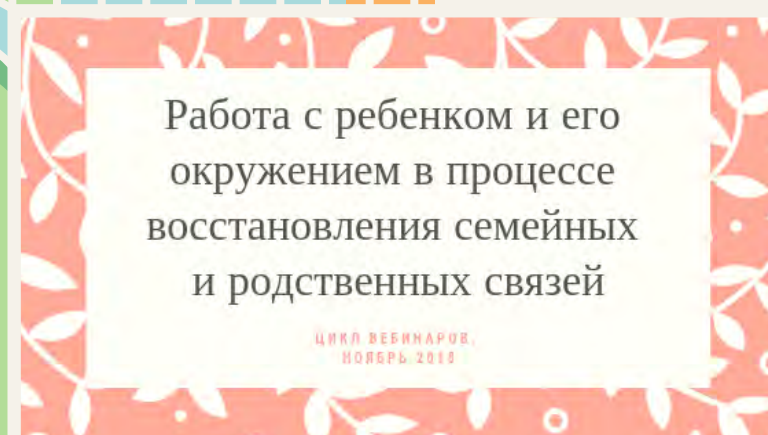 Работа с ребенком и его
окружением в процессе
восстановления семейных
и родственных связей
ЦИКЛ ВЕБИНАРОВ,
НОЯБРЬ 2018